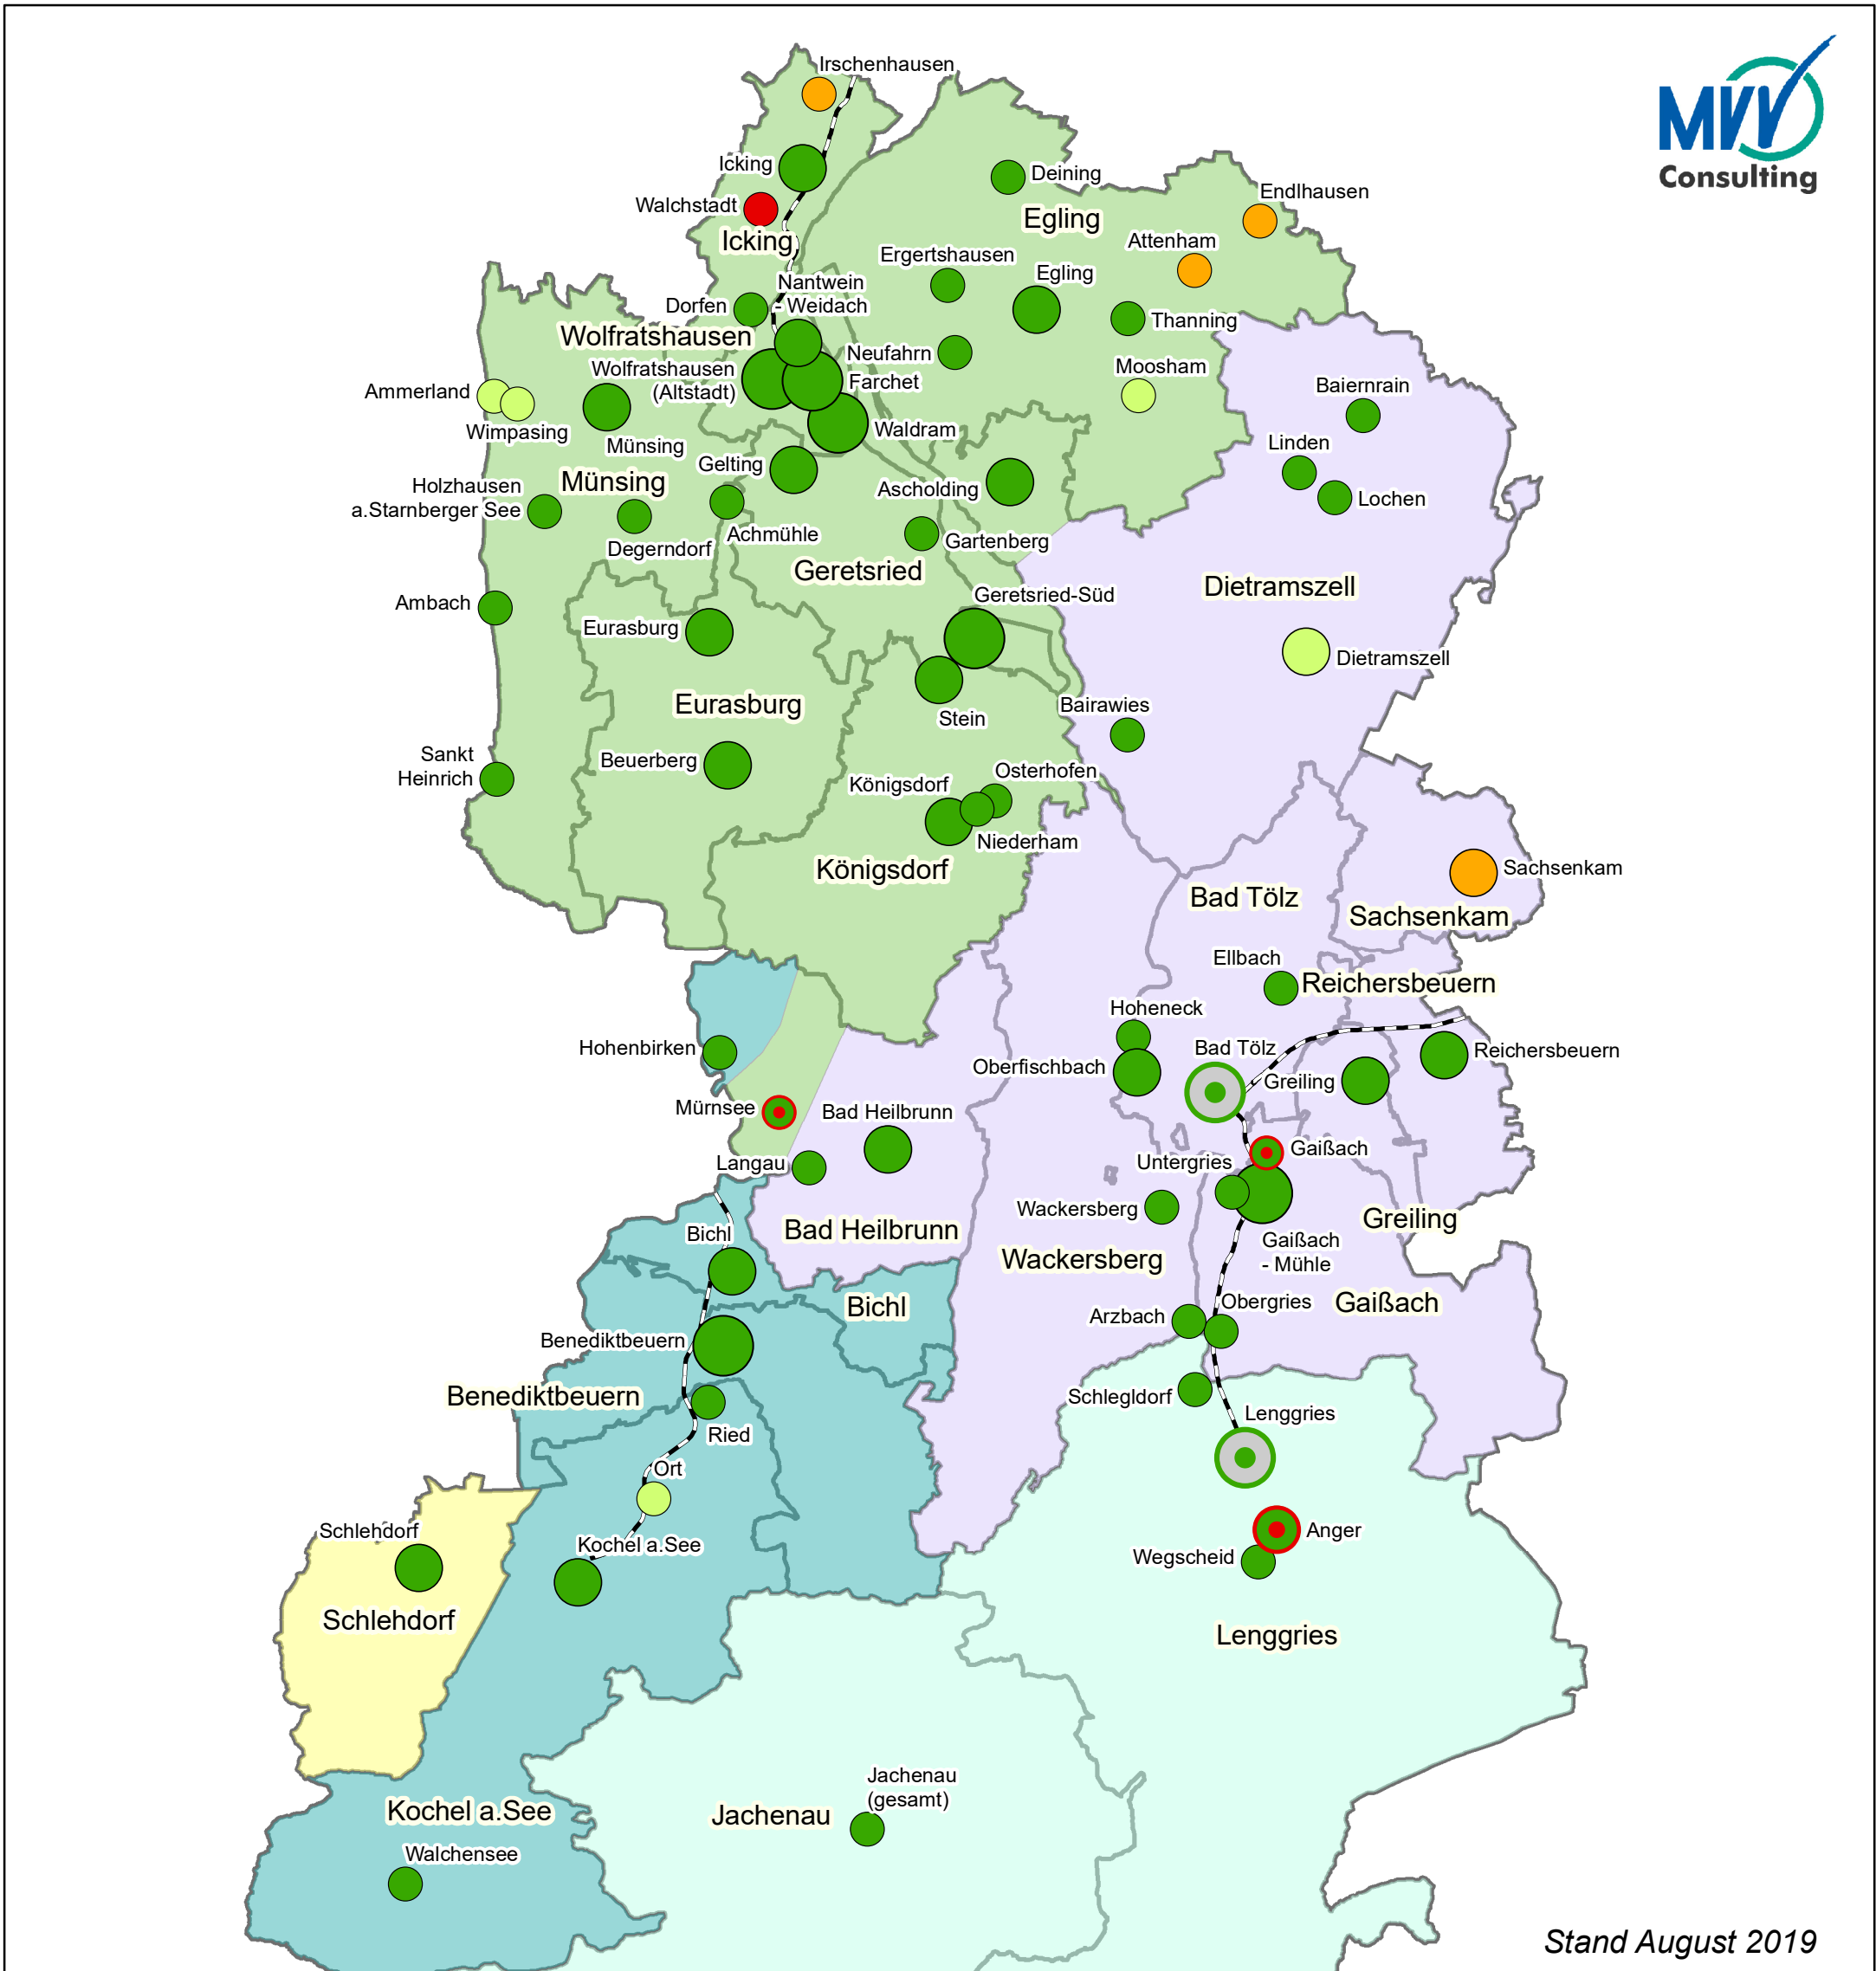 Irschenhausen
MVV
Consulting
Icking
Deining
Endlhausen
Walchstadt
Egling
Icking
Attenham
Ergertshausen
Egling
Nantwein
- Weidach
Dorfen
Thanning
Wolfratshausen
Neufahrn
Wolfratshausen
(Altstadt)
Farchet
Moosham
Baiernrain
Ammerland
Wimpasing
Münsing
Waldram
Linden
Gelting
Münsing
Holzhausen
a.Starnberger See
Ascholding
Lochen
Achmühle
Degerndorf
Gartenberg
Geretsried
Dietramszell
Geretsried-Süd
Ambach
Eurasburg
Dietramszell
Eurasburg
Stein
Bairawies
Sankt
Heinrich
Beuerberg
Osterhofen
Königsdorf
Niederham
Königsdorf
Sachsenkam
Bad Tölz
Sachsenkam
Ellbach
Reichersbeuern
Hoheneck
Hohenbirken
Bad Tölz
Reichersbeuern
Oberfischbach
Greiling
Mürnsee
Bad Heilbrunn
Gaißach
Langau
Untergries
Wackersberg
Greiling
Bad Heilbrunn
Bichl
Gaißach
- Mühle
Wackersberg
Obergries
Gaißach
Bichl
Arzbach
Benediktbeuern
Benediktbeuern
Schlegldorf
Lenggries
Ried
Ort
Schlehdorf
Anger
Kochel a.See
Wegscheid
Schlehdorf
Lenggries
Jachenau
(gesamt)
Kochel a.See
Jachenau
Walchensee
Stand August 2019